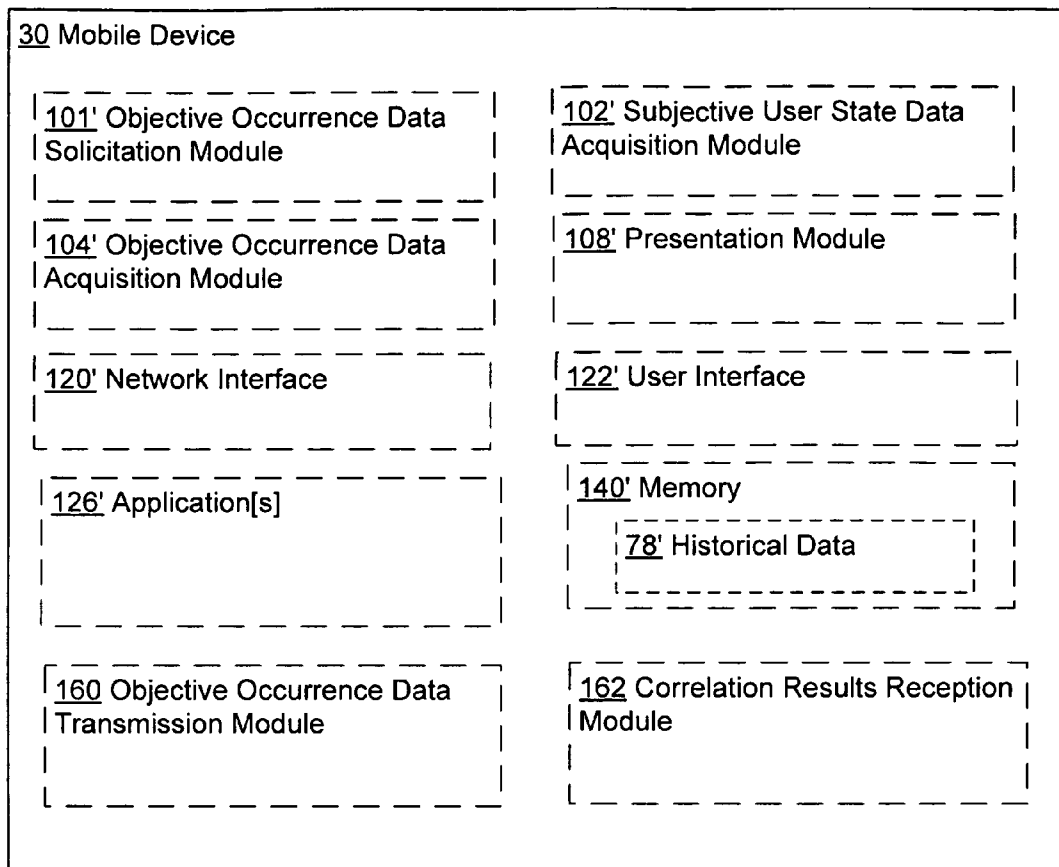 30 Mobile Device
101' Objective Occurrence Data
Solicitation Module
102' Subjective User State Data
Acquisition Module
104' Objective Occurrence Data
Acquisition Module
108' Presentation Module
120' Network Interface
122' User Interface
126' Application[s]
140' Memory
78' Historical Data
160 Objective Occurrence Data
Transmission Module
162 Correlation Results Reception
Module